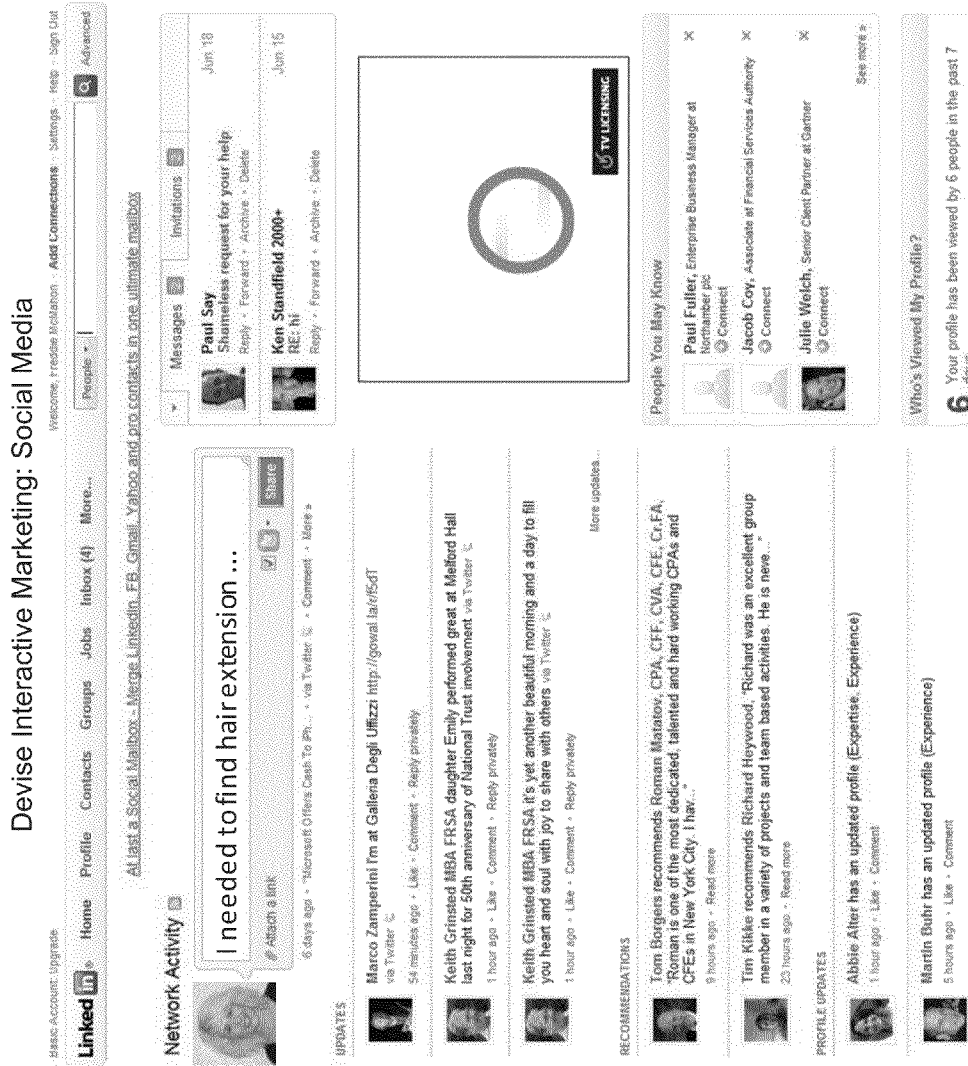 Devise Interactive Marketing: Social Media
Basic Account: Upgrade
Welcome, Freddie McMahon Add Connections Settings Help Sign Out
Linked in Home Profile Contacts Groups Jobs Inbox (4) More...
People
Advanced
At last a Social Mailbox - Merge LinkedIn, FB, Gmail, Yahoo and pro contacts in one ultimate mailbox
Network Activity
I needed to find hair extension ...
Attach a link
Share
6 days ago • "Microsoft Offers Cash To iPh... • via Twitter • Comment • More »
UPDATES
Marco Zamperini I'm at Galleria Degli Uffizzi http://gowal.la/r/f5dT
via Twitter
54 minutes ago • Like • Comment • Reply privately
Keith Grinsted MBA FRSA daughter Emily performed great at Melford Hall
last night for 50th anniversary of National Trust involvement via Twitter
1 hour ago • Like • Comment • Reply privately
Keith Grinsted MBA FRSA it's yet another beautiful morning and a day to fill
you heart and soul with joy to share with others via Twitter
1 hour ago • Like • Comment • Reply privately
More updates...
RECOMMENDATIONS
Tom Borgers recommends Roman Matatov, CPA, CFF, CVA, CFE, Cr.FA,
"Roman is one of the most dedicated, talented and hard working CPAs and
CFEs in New York City. I hav..."
9 hours ago • Read more
Tim Kikke recommends Richard Heywood, "Richard was an excellent group
member in a variety of projects and team based activities. He is neve..."
23 hours ago • Read more
PROFILE UPDATES
Abbie Alter has an updated profile (Expertise, Experience)
1 hour ago • Like • Comment
Martin Buhr has an updated profile (Experience)
5 hours ago • Like • Comment
Messages Invitations
Paul Say Jun 18
Shameless request for your help
Reply • Forward • Archive • Delete
Ken Standfield 2000+ Jun 15
RE: hi
Reply • Forward • Archive • Delete
TV LICENSING
People You May Know
Paul Fuller, Enterprise Business Manager at
Northamber plc
Connect
Jacob Coy, Associate at Financial Services Authority
Connect
Julie Welch, Senior Client Partner at Gartner
Connect
See more »
Who's Viewed My Profile?
6 Your profile has been viewed by 6 people in the past 7